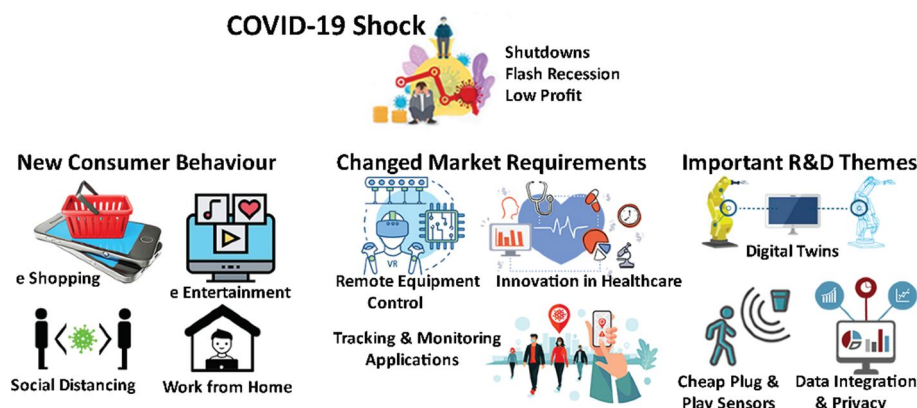 COVID-19 Shock
Shutdowns
Flash Recession
Low Profit
New Consumer Behaviour
e Shopping
e Entertainment
Social Distancing
Work from Home
Changed Market Requirements
VR
Remote Equipment
Control
Innovation in Healthcare
Tracking & Monitoring
Applications
Important R&D Themes
Digital Twins
Cheap Plug &
Play Sensors
Data Integration
& Privacy